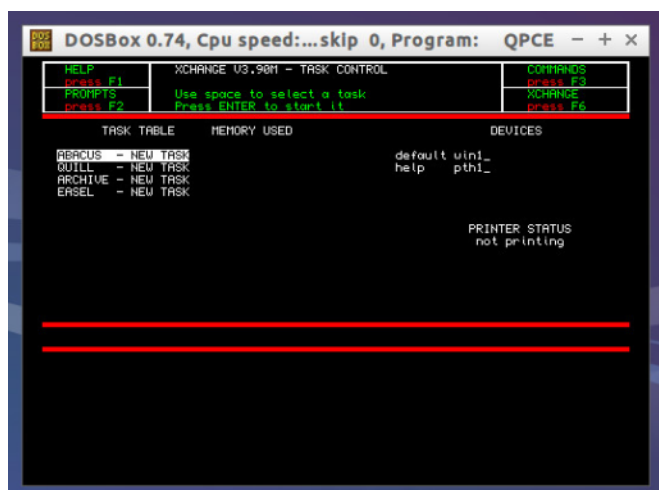 DOS BOX DOSBox 0.74, Cpu speed:...skip 0, Program: QPCE
HELP XCHANGE V3.90M - TASK CONTROL COMMANDS
press F1 press F3
PROMPTS Use space to select a task XCHANGE
press F2 Press ENTER to start it press F6
TASK TABLE MEMORY USED DEVICES
ABACUS - NEW TASK default win1_
QUILL - NEW TASK help pth1_
ARCHIVE - NEW TASK
EASEL - NEW TASK
PRINTER STATUS
not printing